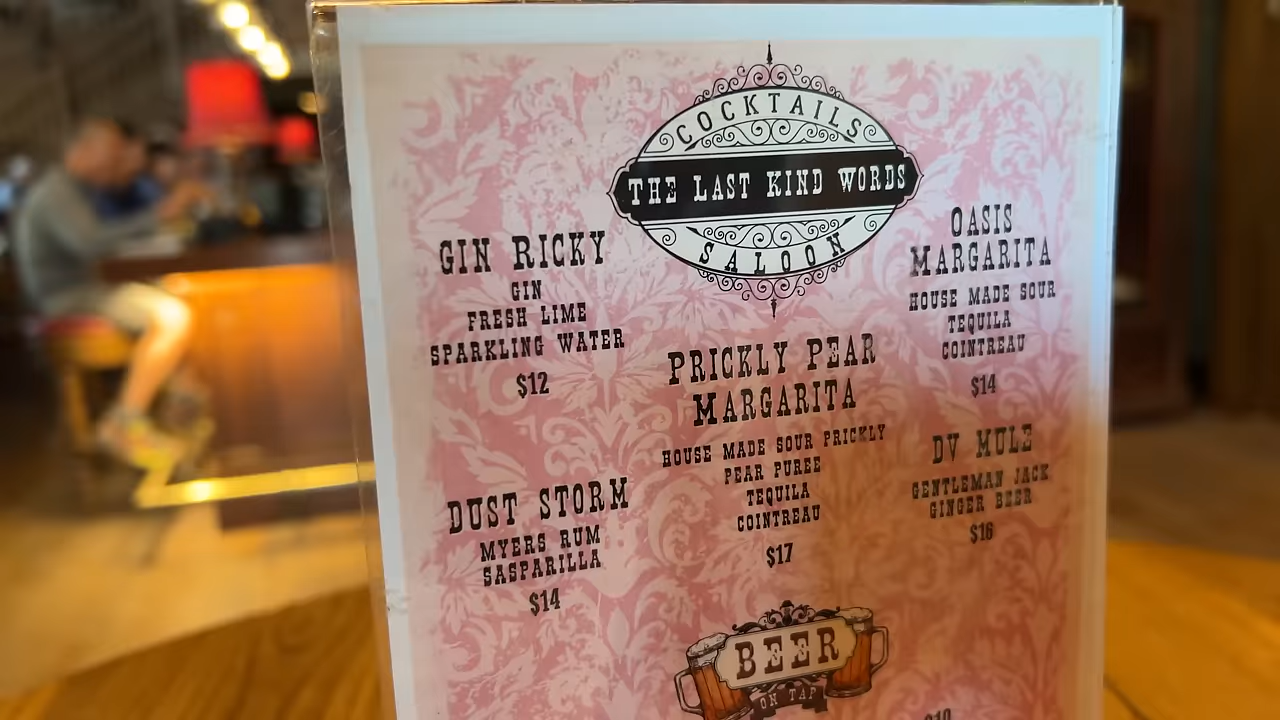 COCKTAILS
THE LAST KIND WORDS
SALOON
GIN RICKY
GIN
FRESH LIME
SPARKLING WATER
$12
DUST STORM
MYERS RUM
SASPARILLA
$14
PRICKLY PEAR
MARGARITA
HOUSE MADE SOUR PRICKLY
PEAR PUREE
TEQUILA
COINTREAU
$17
OASIS
MARGARITA
HOUSE MADE SOUR
TEQUILA
COINTREAU
$14
DV MULE
GENTLEMAN JACK
GINGER BEER
$16
BEER
ON TAP